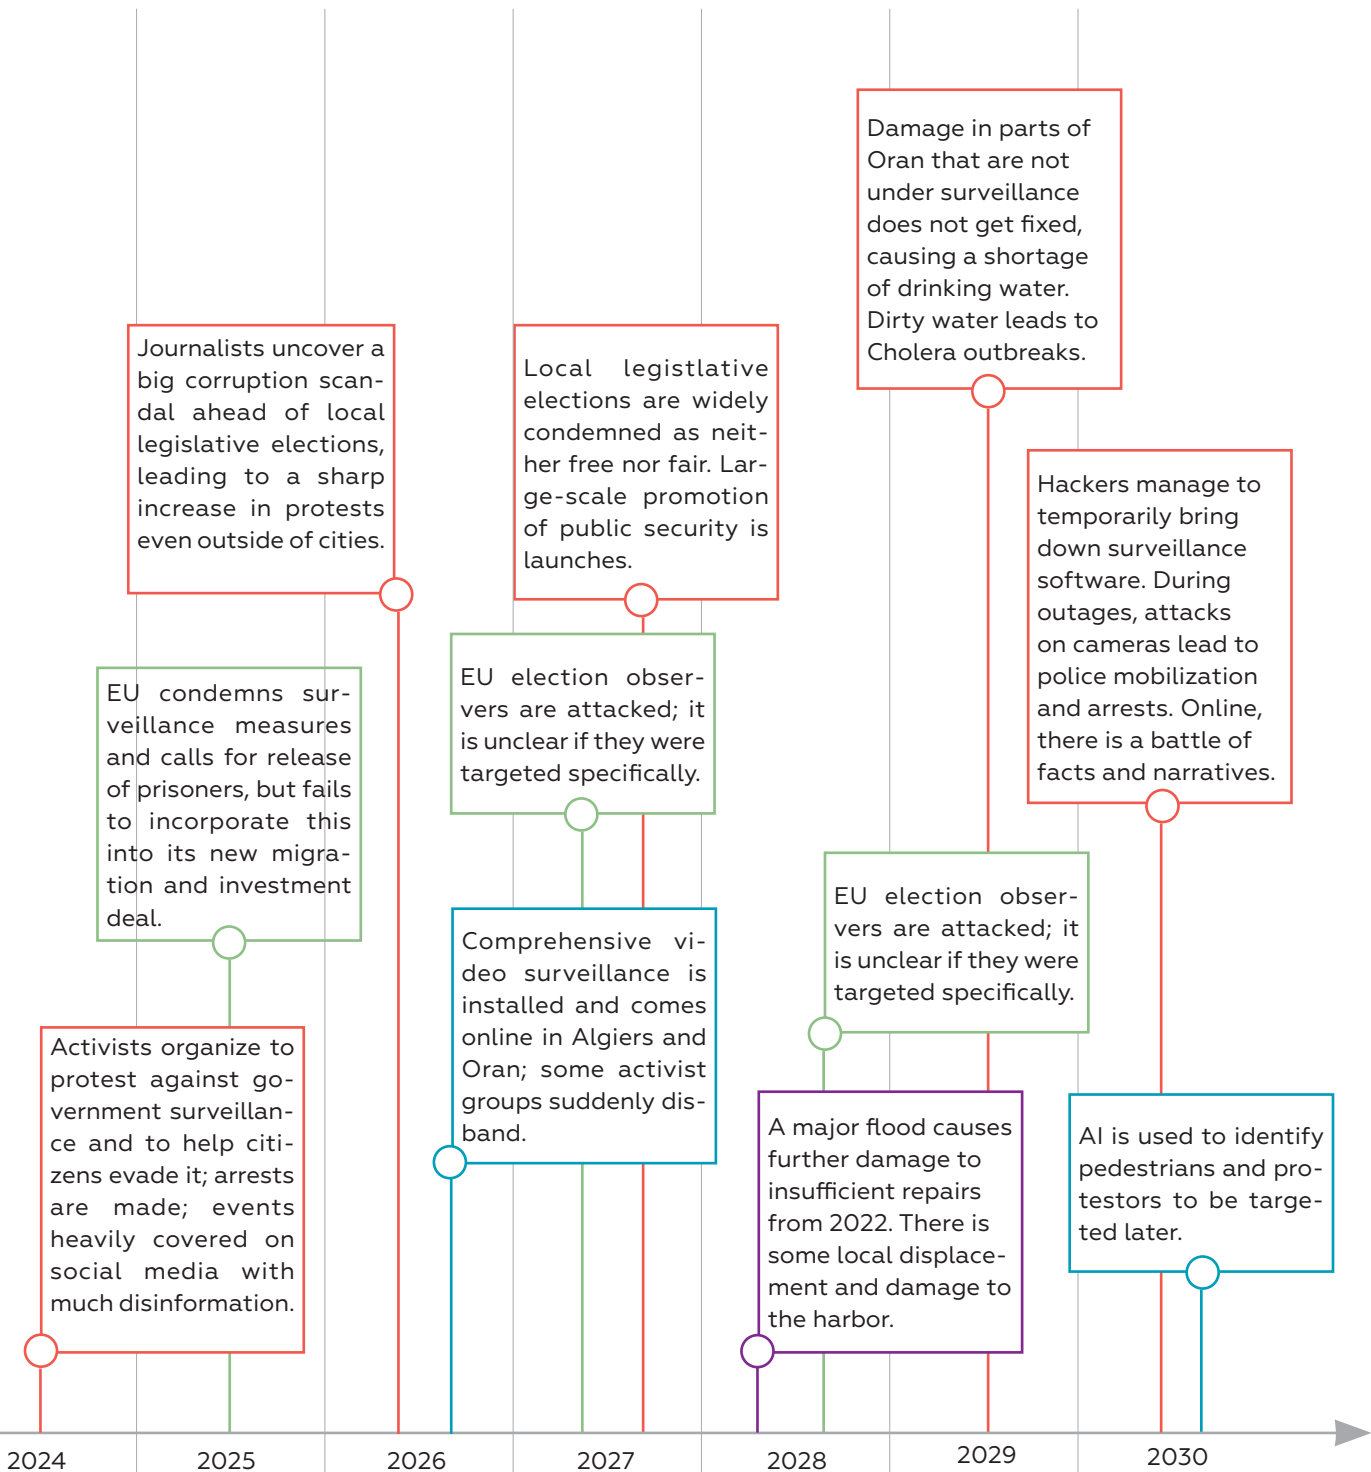 Damage in parts of
Oran that are not
under surveillance
does not get fixed,
causing a shortage
of drinking water.
Dirty water leads to
Cholera outbreaks.
Journalists uncover a
big corruption scan-
dal ahead of local
legislative elections,
leading to a sharp
increase in protests
even outside of cities.
Local legistlative
elections are widely
condemned as neit-
her free nor fair. Lar-
ge-scale promotion
of public security is
launches.
Hackers manage to
temporarily bring
down surveillance
software. During
outages, attacks
on cameras lead to
police mobilization
and arrests. Online,
there is a battle of
facts and narratives.
EU condemns sur-
veillance measures
and calls for release
of prisoners, but fails
to incorporate this
into its new migra-
tion and investment
deal.
EU election obser-
vers are attacked; it
is unclear if they were
targeted specifically.
EU election obser-
vers are attacked; it
is unclear if they were
targeted specifically.
Comprehensive vi-
deo surveillance is
installed and comes
online in Algiers and
Oran; some activist
groups suddenly dis-
band.
Activists organize to
protest against go-
vernment surveillan-
ce and to help citi-
zens evade it; arrests
are made; events
heavily covered on
social media with
much disinformation.
A major flood causes
further damage to
insufficient repairs
from 2022. There is
some local displace-
ment and damage to
the harbor.
AI is used to identify
pedestrians and pro-
testors to be targe-
ted later.
2024
2025
2026
2027
2028
2029
2030